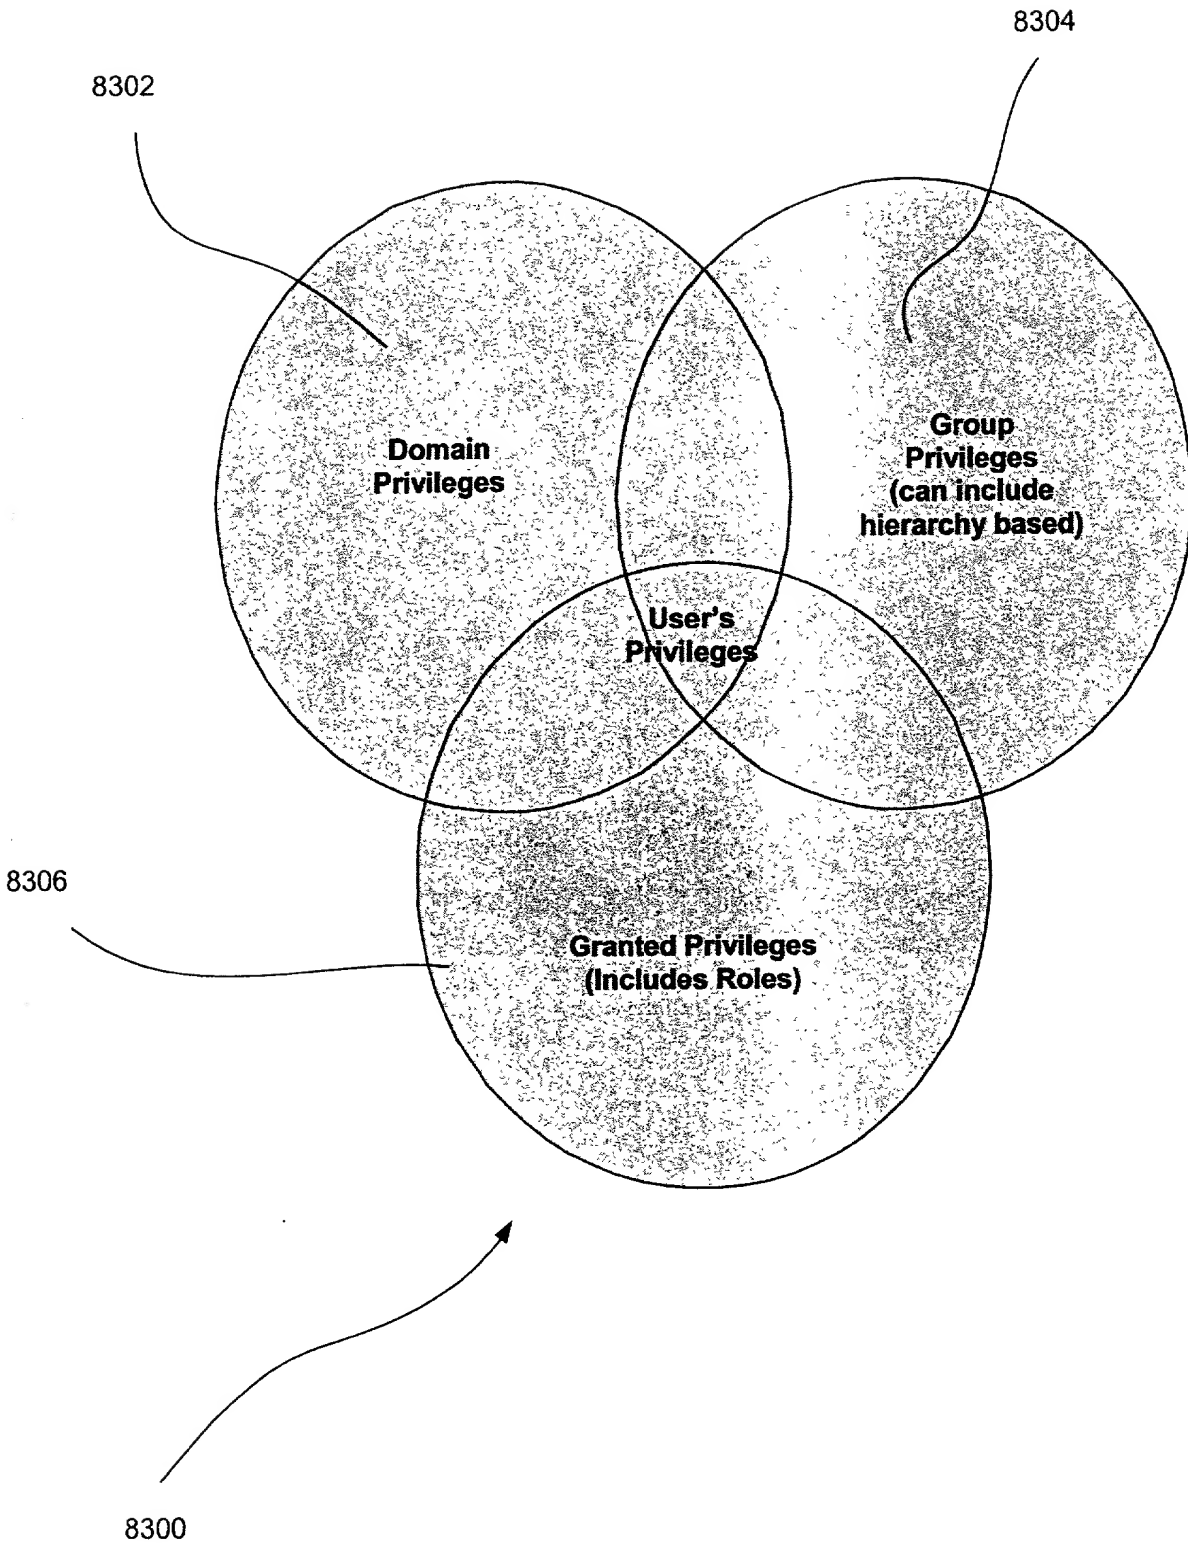 8304
8302
Domain
Privileges
Group
Privileges
(can include
hierarchy based)
User's
Privileges
8306
Granted Privileges
(Includes Roles)
8300